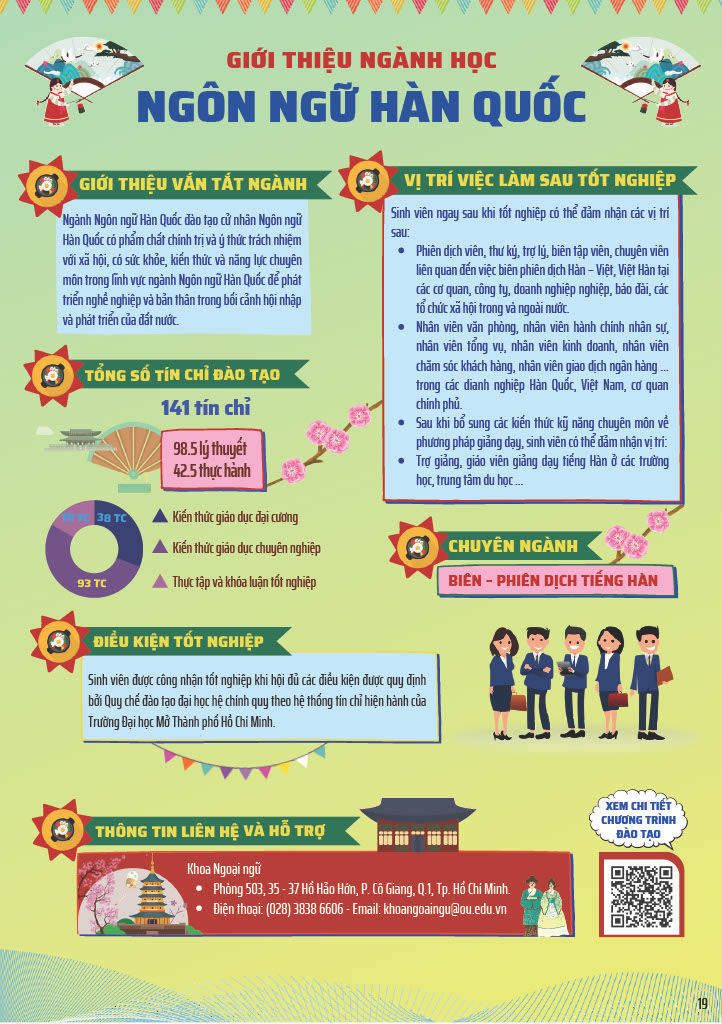 GIỚI THIỆU NGÀNH HỌC
NGÔN NGỮ HÀN QUỐC
GIỚI THIỆU VẮN TẮT NGÀNH
Ngành Ngôn ngữ Hàn Quốc đào tạo cử nhân Ngôn ngữ
Hàn Quốc có phẩm chất chính trị và ý thức trách nhiệm
với xã hội, có sức khỏe, kiến thức và năng lực chuyên
môn trong lĩnh vực ngành Ngôn ngữ Hàn Quốc để phát
triển nghề nghiệp và bản thân trong bối cảnh hội nhập
và phát triển của đất nước.
TỔNG SỐ TÍN CHỈ ĐÀO TẠO
141 tín chỉ
98.5 lý thuyết
42.5 thực hành
10 TC 38 TC
93 TC
Kiến thức giáo dục đại cương
Kiến thức giáo dục chuyên nghiệp
Thực tập và khóa luận tốt nghiệp
VỊ TRÍ VIỆC LÀM SAU TỐT NGHIỆP
Sinh viên ngay sau khi tốt nghiệp có thể đảm nhận các vị trí
sau:
• Phiên dịch viên, thư ký, trợ lý, biên tập viên, chuyên viên
liên quan đến việc biên phiên dịch Hàn – Việt, Việt Hàn tại
các cơ quan, công ty, doanh nghiệp nghiệp, báo đài, các
tổ chức xã hội trong và ngoài nước.
• Nhân viên văn phòng, nhân viên hành chính nhân sự,
nhân viên tổng vụ, nhân viên kinh doanh, nhân viên
chăm sóc khách hàng, nhân viên giao dịch ngân hàng ...
trong các dianh nghiệp Hàn Quốc, Việt Nam, cơ quan
chính phủ.
• Sau khi bổ sung các kiến thức kỹ năng chuyên môn về
phương pháp giảng dạy, sinh viên có thể đảm nhận vị trí:
• Trợ giảng, giáo viên giảng dạy tiếng Hàn ở các trường
học, trung tâm du học ...
CHUYÊN NGÀNH
BIÊN – PHIÊN DỊCH TIẾNG HÀN
ĐIỀU KIỆN TỐT NGHIỆP
Sinh viên được công nhận tốt nghiệp khi hội đủ các điều kiện được quy định
bởi Quy chế đào tạo đại học hệ chính quy theo hệ thống tín chỉ hiện hành của
Trường Đại học Mở Thành phố Hồ Chí Minh.
THÔNG TIN LIÊN HỆ VÀ HỖ TRỢ
Khoa Ngoại ngữ
• Phòng 503, 35 - 37 Hồ Hảo Hớn, P. Cô Giang, Q.1, Tp. Hồ Chí Minh.
• Điện thoại: (028) 3838 6606 - Email: khoangoaingu@ou.edu.vn
XEM CHI TIẾT
CHƯƠNG TRÌNH
ĐÀO TẠO
19